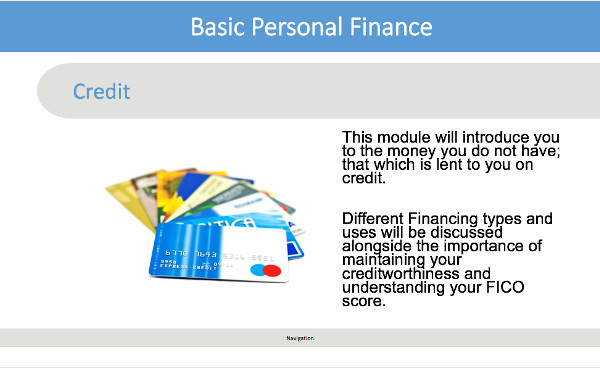 Basic Personal Finance
Credit
This module will introduce you
to the money you do not have;
that which is lent to you on
credit.
Different Financing types and
uses will be discussed
alongside the importance of
maintaining your
creditworthiness and
understanding your FICO
score.
EXPRESS-CREDIT
Navigation